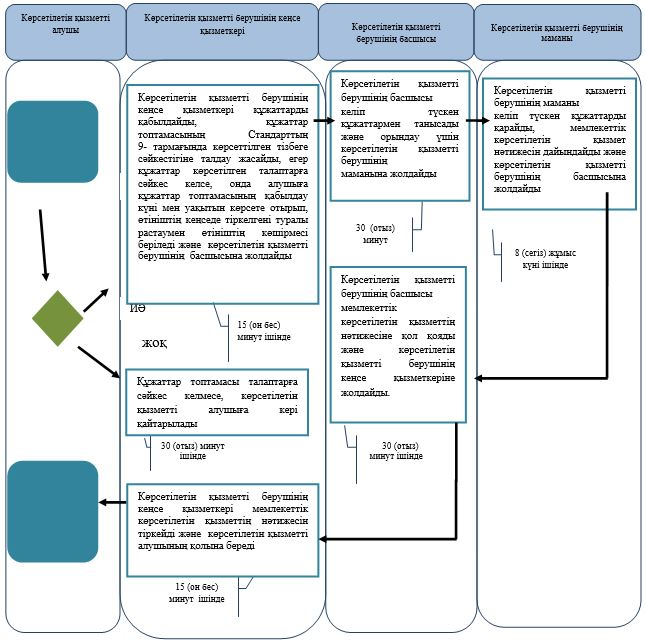 Көрсетілетін қызметті
алушы
Көрсетілетін қызметті берушінің кеңсе
қызметкері
Көрсетілетін қызметті
берушінің басшысы
Көрсетілетін қызметті берушінің
маманы
Көрсетілетін қызметті берушінің
кеңсе қызметкері құжаттарды
қабылдайды, құжаттар
топтамасының Стандарттың
9- тармағында көрсеттілген тізбеге
сәйкестігіне талдау жасайды, егер
құжаттар көрсетілген талаптарға
сәйкес келсе, онда алушыға
құжаттар топтамасының қабылдау
күні мен уақытын көрсете отырып,
өтініштің кеңседе тіркелгені туралы
растаумен өтініштің көшірмесі
беріледі және көрсетілетін қызметті
берушінің басшысына жолдайды
15 (он бес)
минут ішінде
иә
жоқ
Құжаттар топтамасы талаптарға
сәйкес келмесе, көрсетілетін
қызметті алушыға кері
қайтарылады
30 (отыз) минут
ішінде
Көрсетілетін қызметті берушінің
кеңсе қызметкері мемлекеттік
көрсетілетін қызметтің нәтижесін
тіркейді және көрсетілетін қызметті
алушының қолына береді
15 (он бес)
минут ішінде
Көрсетілетін қызметті
берушінің басшысы
келіп түскен
құжаттармен танысады
және орындау үшін
көрсетілетін қызметті
берушінің
маманына жолдайды
30 (отыз)
минут
Көрсетілетін қызметті
берушінің басшысы
мемлекеттік
көрсетілетін қызметтің
нәтижесіне қол қояды
және көрсетілетін
қызметті берушінің
кеңсе қызметкеріне
жолдайды.
30 (отыз)
минут ішінде
Көрсетілетін қызметті
берушінің маманы
келіп түскен құжаттарды
қарайды, мемлекеттік
көрсетілетін қызмет
нәтижесін дайындайды және
көрсетілетін қызметті
берушінің басшысына
жолдайды
8 (сегіз) жұмыс
күні ішінде